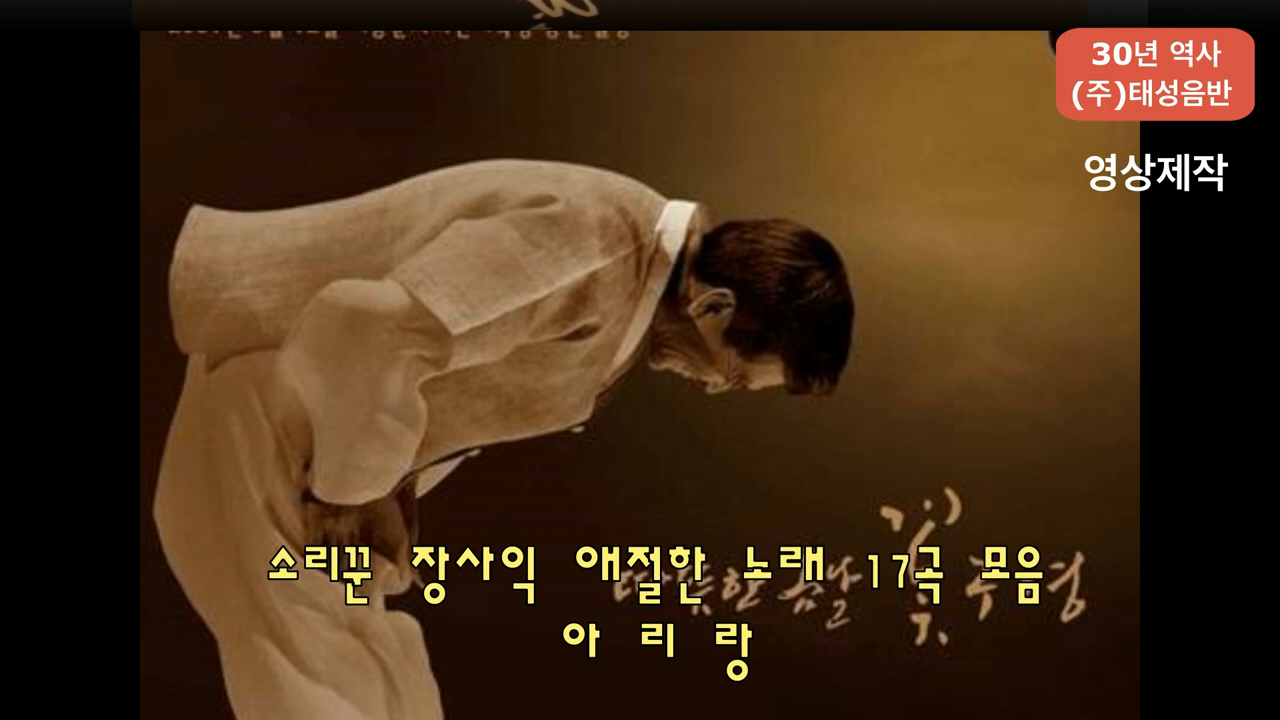 30년 역사
(주)태성음반
영상제작
소리꾼 장사익 애절한 노래 17곡 모음
아 리 랑